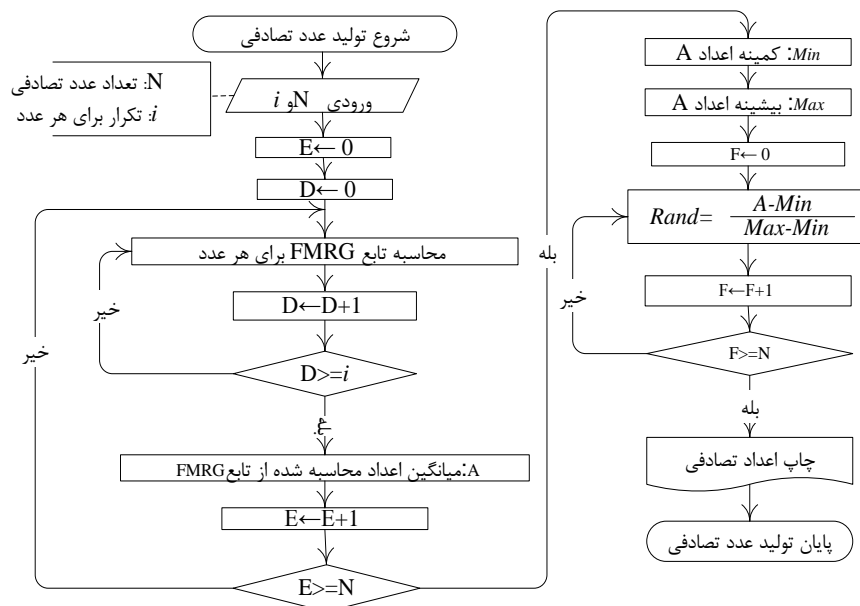 شروع تولید عدد تصادفی
ورودی N و i
N: تعداد عدد تصادفی
i: تکرار برای هر عدد
E← 0
D← 0
محاسبه تابع FMRG برای هر عدد
D←D+1
خیر
D>=i
بله
A:میانگین اعداد محاسبه شده از تابع FMRG
E←E+1
خیر
E>=N
بله
Min: کمینه اعداد A
Max: بیشینه اعداد A
F← 0
Rand= A-Min
Max-Min
F←F+1
خیر
F>=N
بله
چاپ اعداد تصادفی
پایان تولید عدد تصادفی